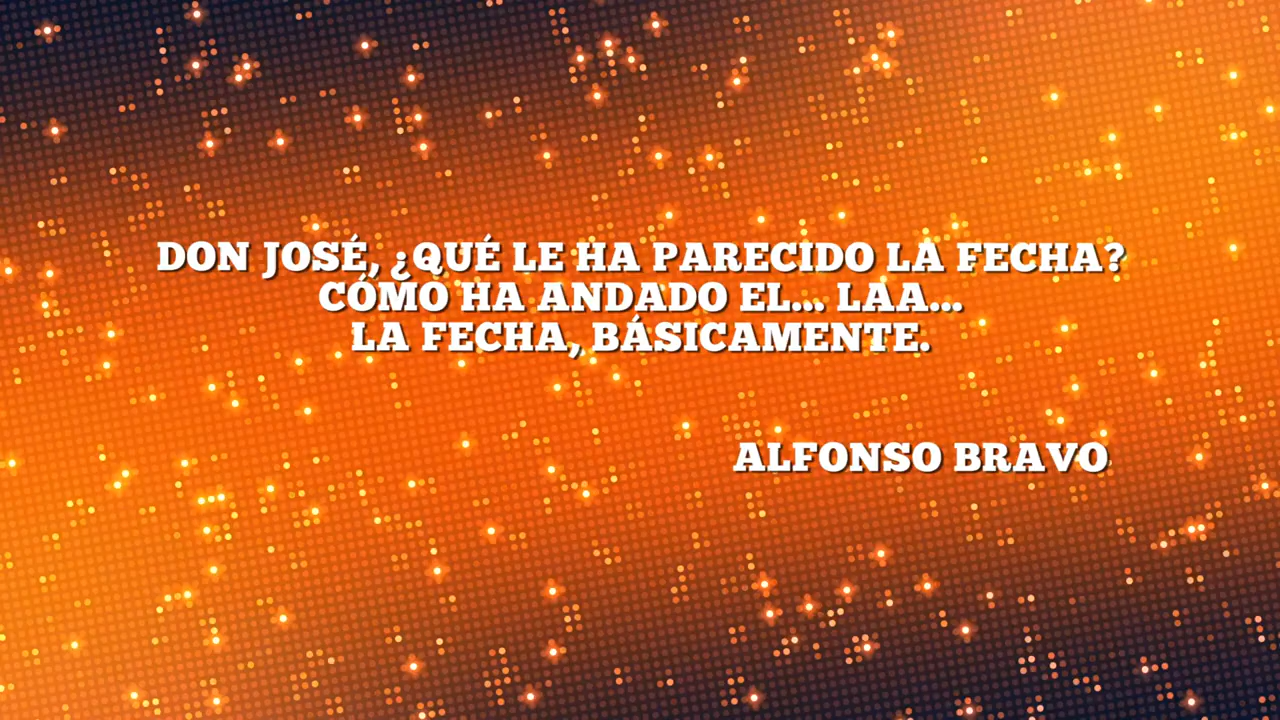 DON JOSÉ, ¿QUÉ LE HA PARECIDO LA FECHA?
CÓMO HA ANDADO EL... LAA...
LA FECHA, BÁSICAMENTE.
ALFONSO BRAVO